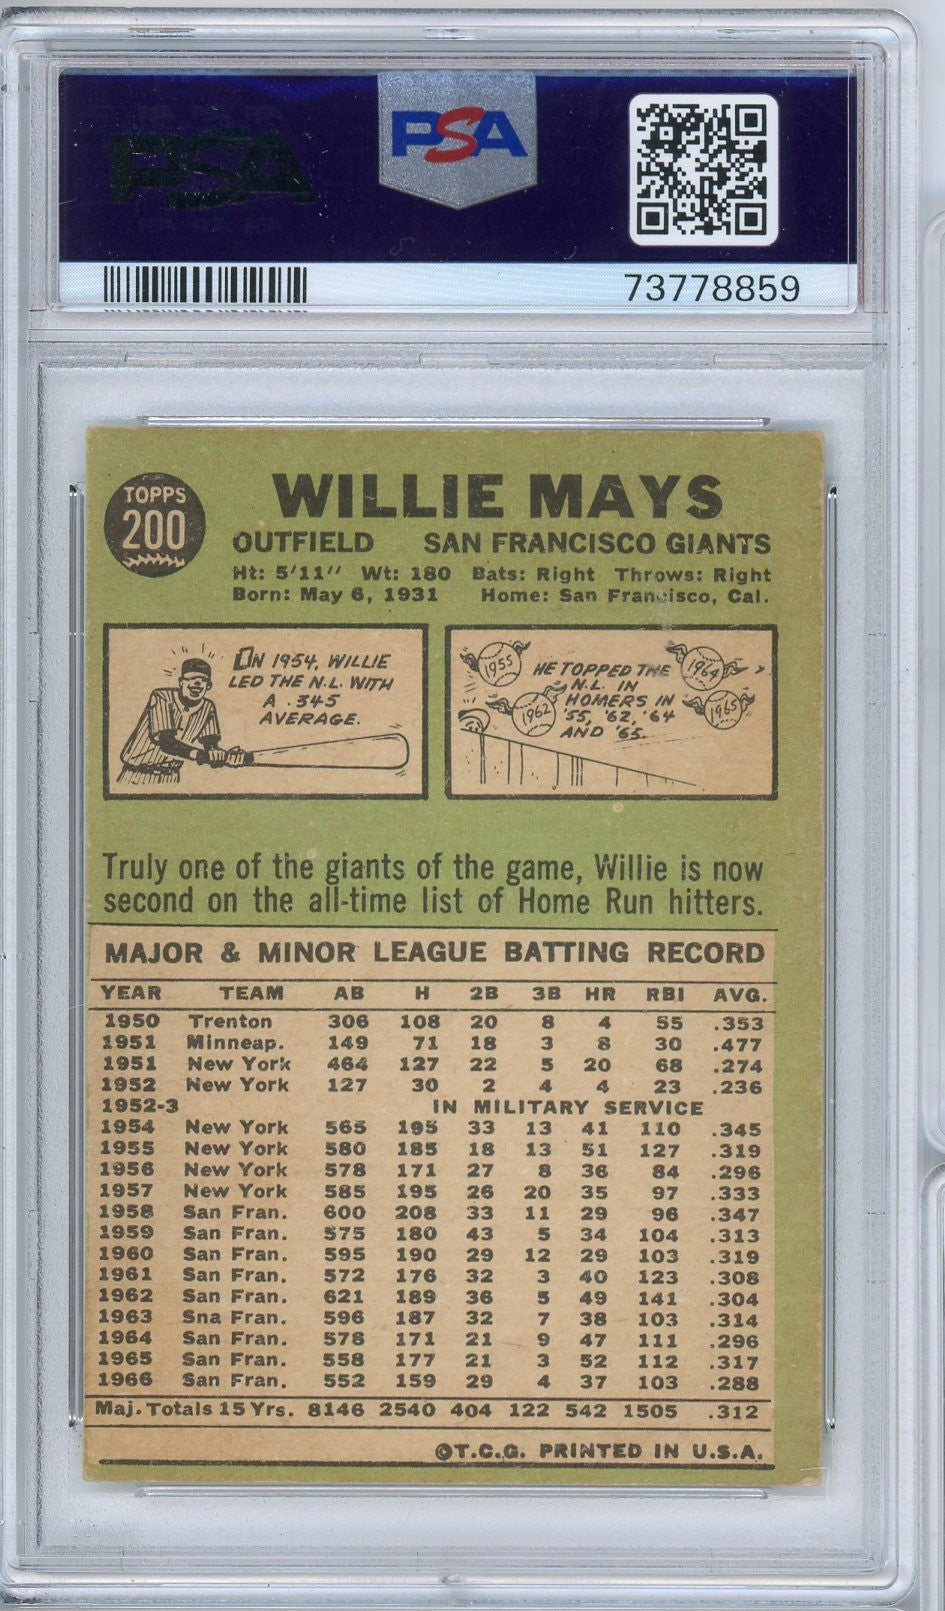 PSA
PSA
73778859
TOPPS
200
WILLIE MAYS
OUTFIELD SAN FRANCISCO GIANTS
Ht: 5'11" Wt: 180 Bats: Right Throws: Right
Born: May 6, 1931 Home: San Francisco, Cal.
IN 1954, WILLIE
LED THE N.L. WITH
A .345
AVERAGE.
1955
HE TOPPED THE
N.L. IN
HOMERS IN
'55, '62, '64
AND '65.
1964
1962
1965
Truly one of the giants of the game, Willie is now
second on the all-time list of Home Run hitters.
MAJOR & MINOR LEAGUE BATTING RECORD
YEAR TEAM AB H 2B 3B HR RBI AVG.
1950 Trenton 306 108 20 8 4 55 .353
1951 Minneap. 149 71 18 3 8 30 .477
1951 New York 464 127 22 5 20 68 .274
1952 New York 127 30 2 4 4 23 .236
1952-3 IN MILITARY SERVICE
1954 New York 565 195 33 13 41 110 .345
1955 New York 580 185 18 13 51 127 .319
1956 New York 578 171 27 8 36 84 .296
1957 New York 585 195 26 20 35 97 .333
1958 San Fran. 600 208 33 11 29 96 .347
1959 San Fran. 575 180 43 5 34 104 .313
1960 San Fran. 595 190 29 12 29 103 .319
1961 San Fran. 572 176 32 3 40 123 .308
1962 San Fran. 621 189 36 5 49 141 .304
1963 Sna Fran. 596 187 32 7 38 103 .314
1964 San Fran. 578 171 21 9 47 111 .296
1965 San Fran. 558 177 21 3 52 112 .317
1966 San Fran. 552 159 29 4 37 103 .288
Maj. Totals 15 Yrs. 8146 2540 404 122 542 1505 .312
©T.C.G. PRINTED IN U.S.A.